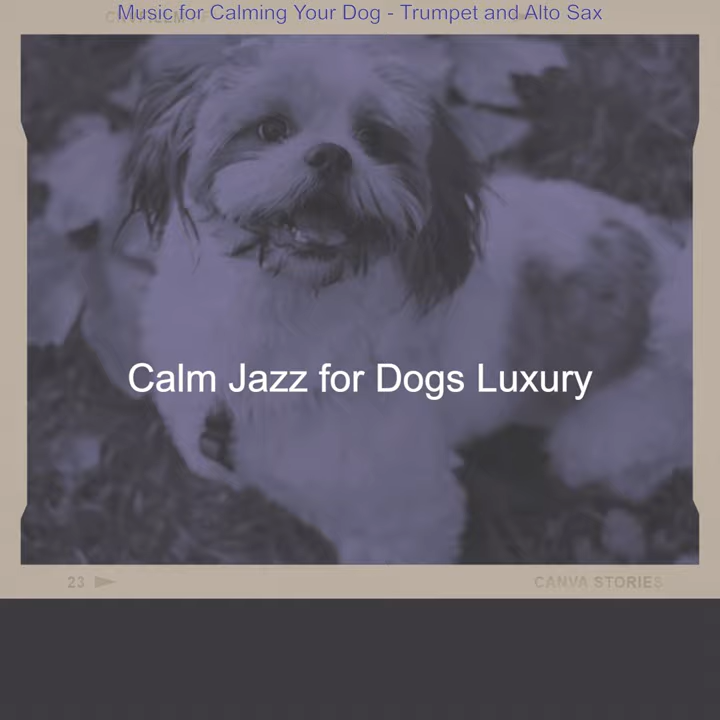 Music for Calming Your Dog - Trumpet and Alto Sax
Calm Jazz for Dogs Luxury
23
CANVA STORIES